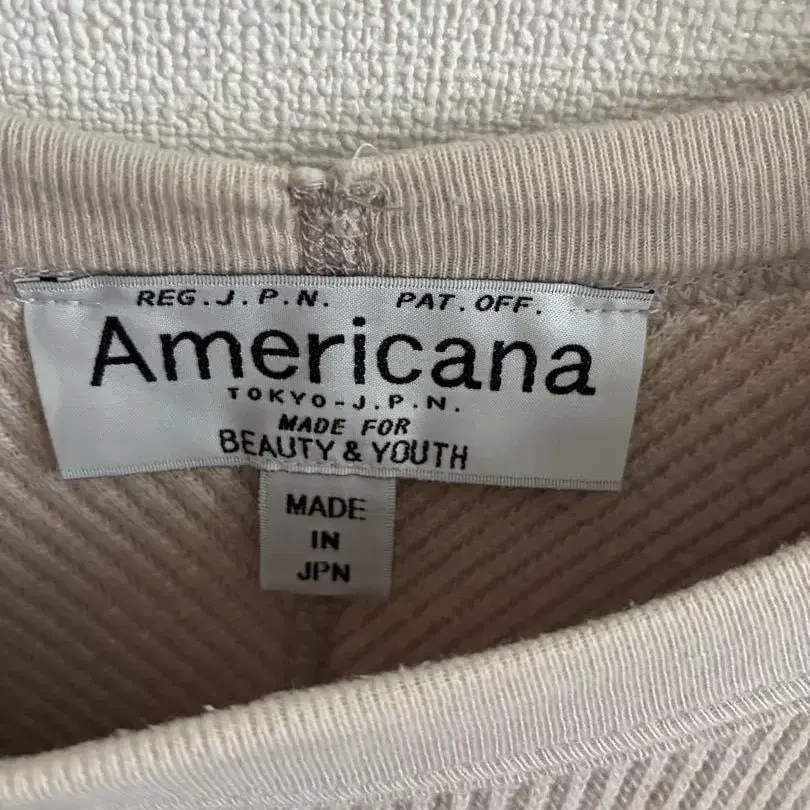 REG.J.P.N. PAT.OFF.
Americana
TOKYO-J.P.N.
MADE FOR
BEAUTY & YOUTH
MADE
IN
JPN